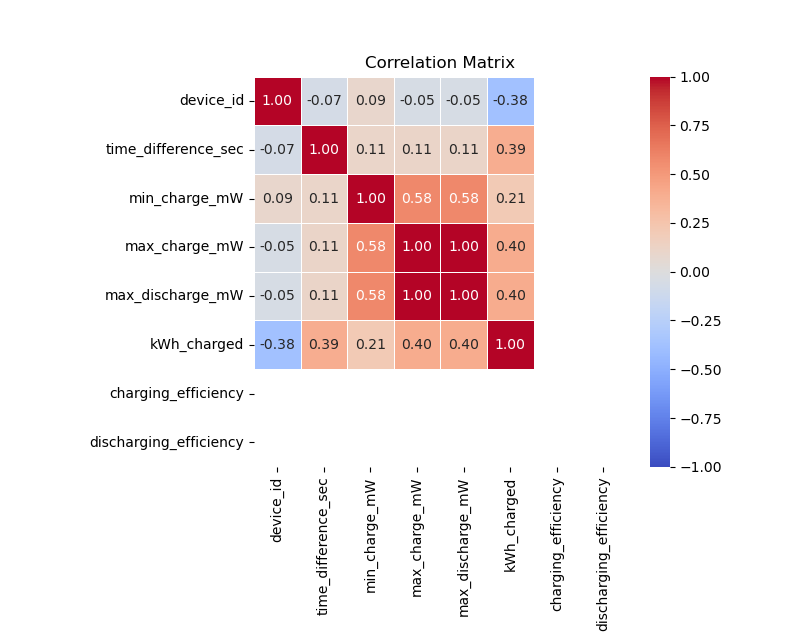 Correlation Matrix
device_id 1.00 -0.07 0.09 -0.05 -0.05 -0.38
time_difference_sec -0.07 1.00 0.11 0.11 0.11 0.39
min_charge_mW 0.09 0.11 1.00 0.58 0.58 0.21
max_charge_mW -0.05 0.11 0.58 1.00 1.00 0.40
max_discharge_mW -0.05 0.11 0.58 1.00 1.00 0.40
kWh_charged -0.38 0.39 0.21 0.40 0.40 1.00
charging_efficiency
discharging_efficiency
device_id
time_difference_sec
min_charge_mW
max_charge_mW
max_discharge_mW
kWh_charged
charging_efficiency
discharging_efficiency
1.00
0.75
0.50
0.25
0.00
−0.25
−0.50
−0.75
−1.00